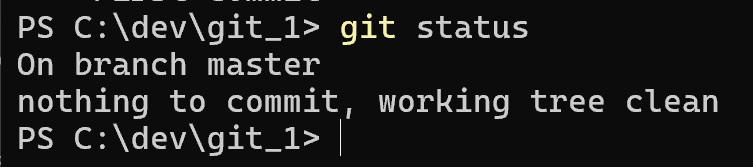 PS C:\dev\git_1> git status
On branch master
nothing to commit, working tree clean
PS C:\dev\git_1>